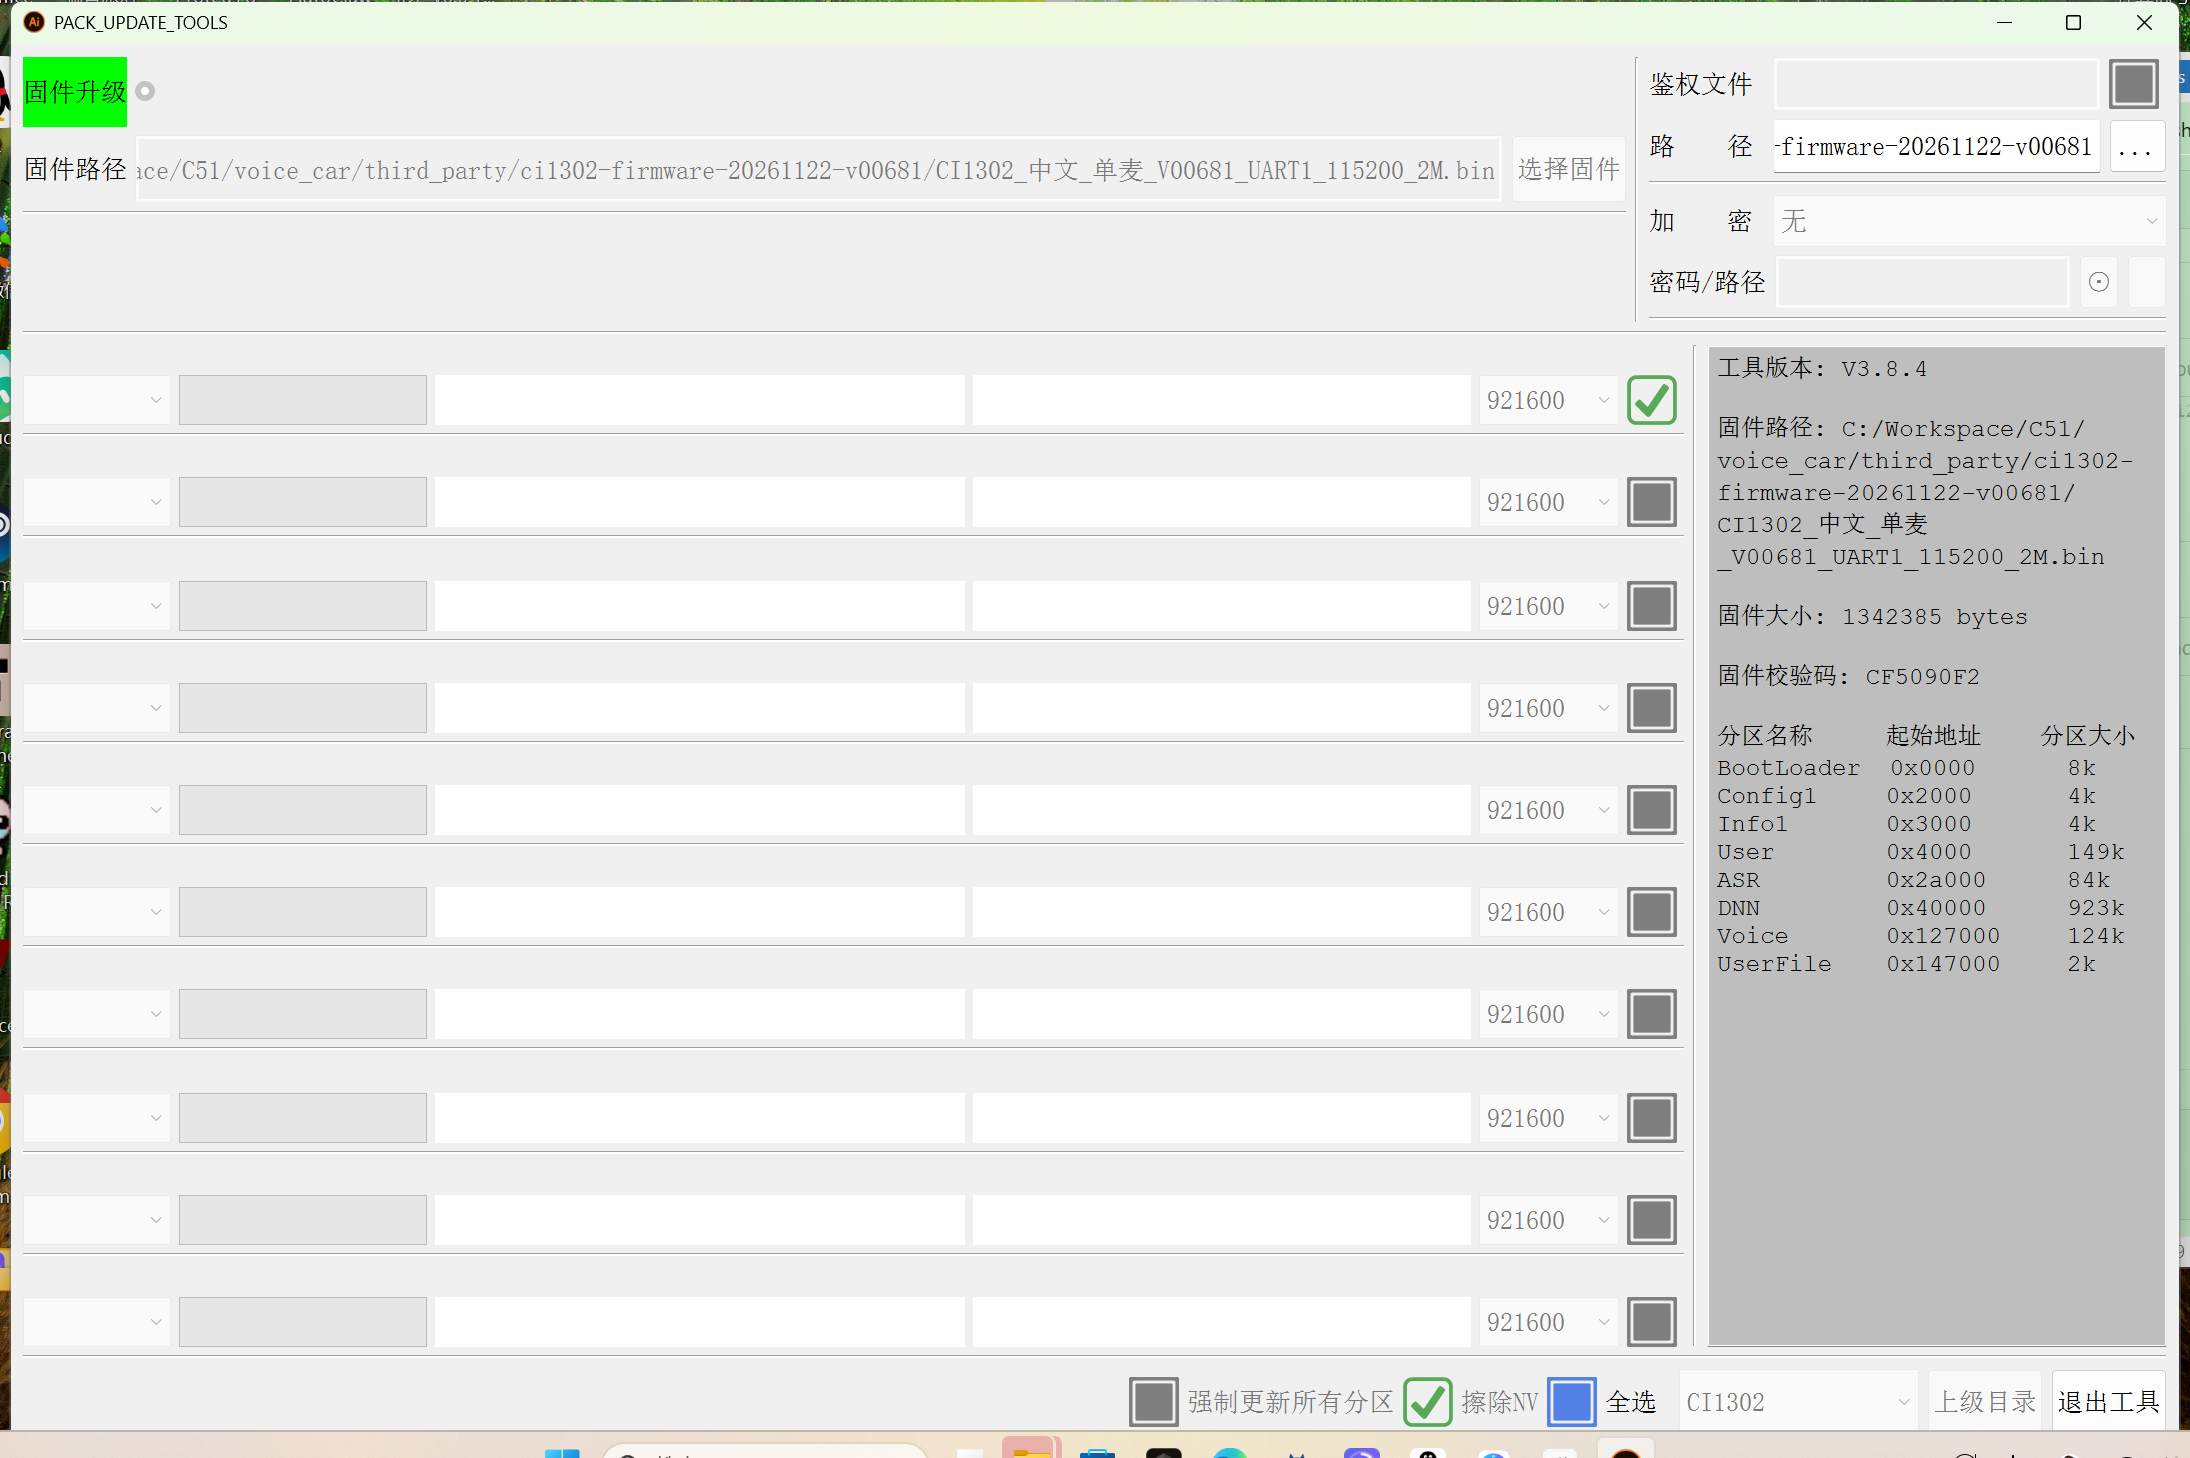 PACK_UPDATE_TOOLS
固件升级
固件路径 ace/C51/voice_car/third_party/ci1302-firmware-20261122-v00681/CI1302_中文_单麦_V00681_UART1_115200_2M.bin 选择固件
鉴权文件
路 径 -firmware-20261122-v00681 ...
加 密 无
密码/路径
921600
921600
921600
921600
921600
921600
921600
921600
921600
921600
工具版本: V3.8.4
固件路径: C:/Workspace/C51/
voice_car/third_party/ci1302-
firmware-20261122-v00681/
CI1302_中文_单麦
_V00681_UART1_115200_2M.bin
固件大小: 1342385 bytes
固件校验码: CF5090F2
分区名称 起始地址 分区大小
BootLoader 0x0000 8k
Config1 0x2000 4k
Info1 0x3000 4k
User 0x4000 149k
ASR 0x2a000 84k
DNN 0x40000 923k
Voice 0x127000 124k
UserFile 0x147000 2k
强制更新所有分区 擦除NV 全选 CI1302 上级目录 退出工具